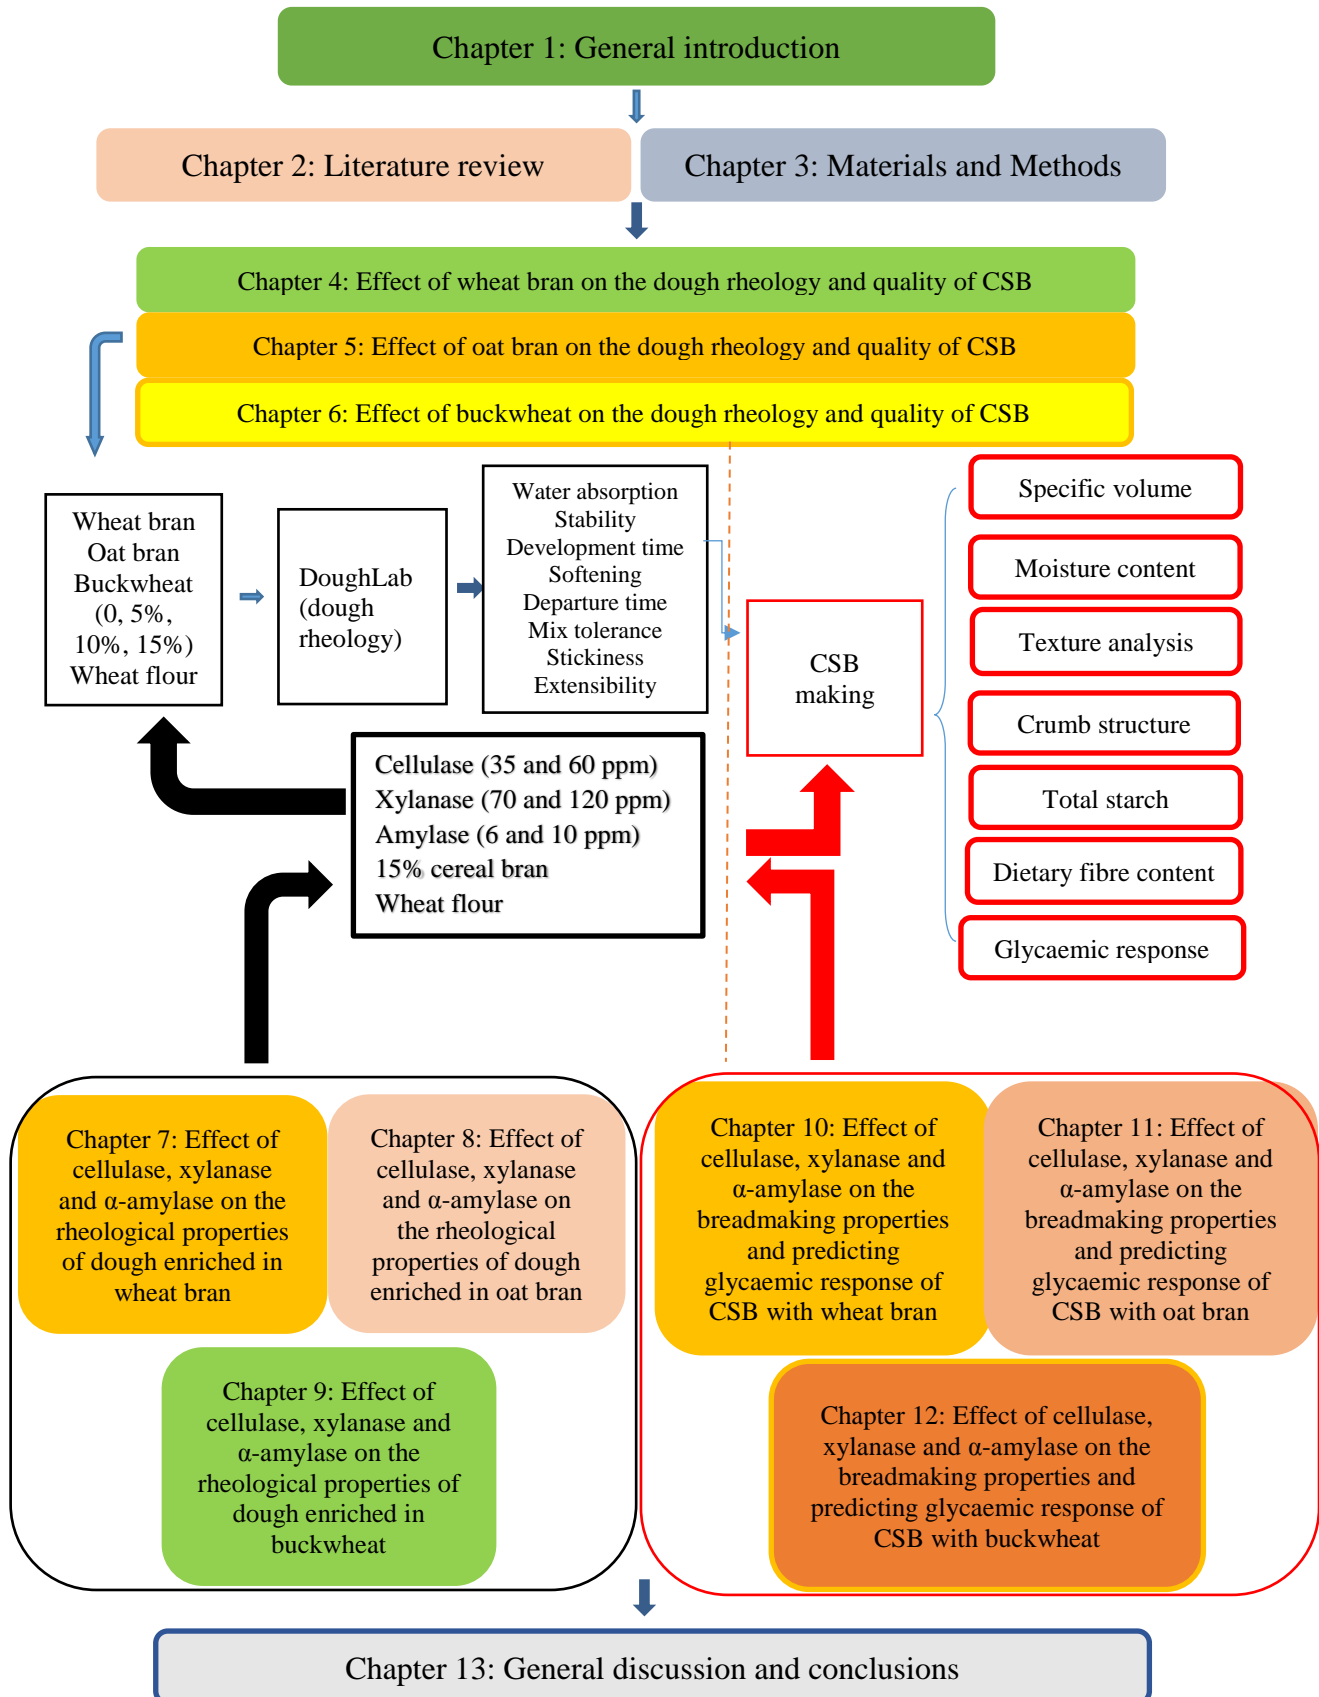 Chapter 1: General introduction
Chapter 2: Literature review
Chapter 3: Materials and Methods
Chapter 4: Effect of wheat bran on the dough rheology and quality of CSB
Chapter 5: Effect of oat bran on the dough rheology and quality of CSB
Chapter 6: Effect of buckwheat on the dough rheology and quality of CSB
Wheat bran
Oat bran
Buckwheat
(0, 5%,
10%, 15%)
Wheat flour
DoughLab
(dough
rheology)
Water absorption
Stability
Development time
Softening
Departure time
Mix tolerance
Stickiness
Extensibility
CSB
making
Specific volume
Moisture content
Texture analysis
Crumb structure
Total starch
Dietary fibre content
Glycaemic response
Cellulase (35 and 60 ppm)
Xylanase (70 and 120 ppm)
Amylase (6 and 10 ppm)
15% cereal bran
Wheat flour
Chapter 7: Effect of
cellulase, xylanase
and α-amylase on the
rheological properties
of dough enriched in
wheat bran
Chapter 8: Effect of
cellulase, xylanase
and α-amylase on
the rheological
properties of dough
enriched in oat bran
Chapter 9: Effect of
cellulase, xylanase and
α-amylase on the
rheological properties of
dough enriched in
buckwheat
Chapter 10: Effect of
cellulase, xylanase and
α-amylase on the
breadmaking properties
and predicting
glycaemic response of
CSB with wheat bran
Chapter 11: Effect of
cellulase, xylanase and
α-amylase on the
breadmaking properties
and predicting
glycaemic response of
CSB with oat bran
Chapter 12: Effect of cellulase,
xylanase and α-amylase on the
breadmaking properties and
predicting glycaemic response of
CSB with buckwheat
Chapter 13: General discussion and conclusions